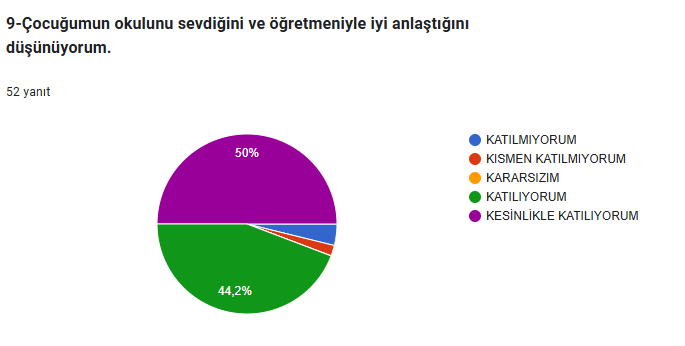 9-Çocuğumun okulunu sevdiğini ve öğretmeniyle iyi anlaştığını
düşünüyorum.
52 yanıt
50%
44,2%
KATILMIYORUM
KISMEN KATILMIYORUM
KARARSIZIM
KATILIYORUM
KESİNLİKLE KATILIYORUM